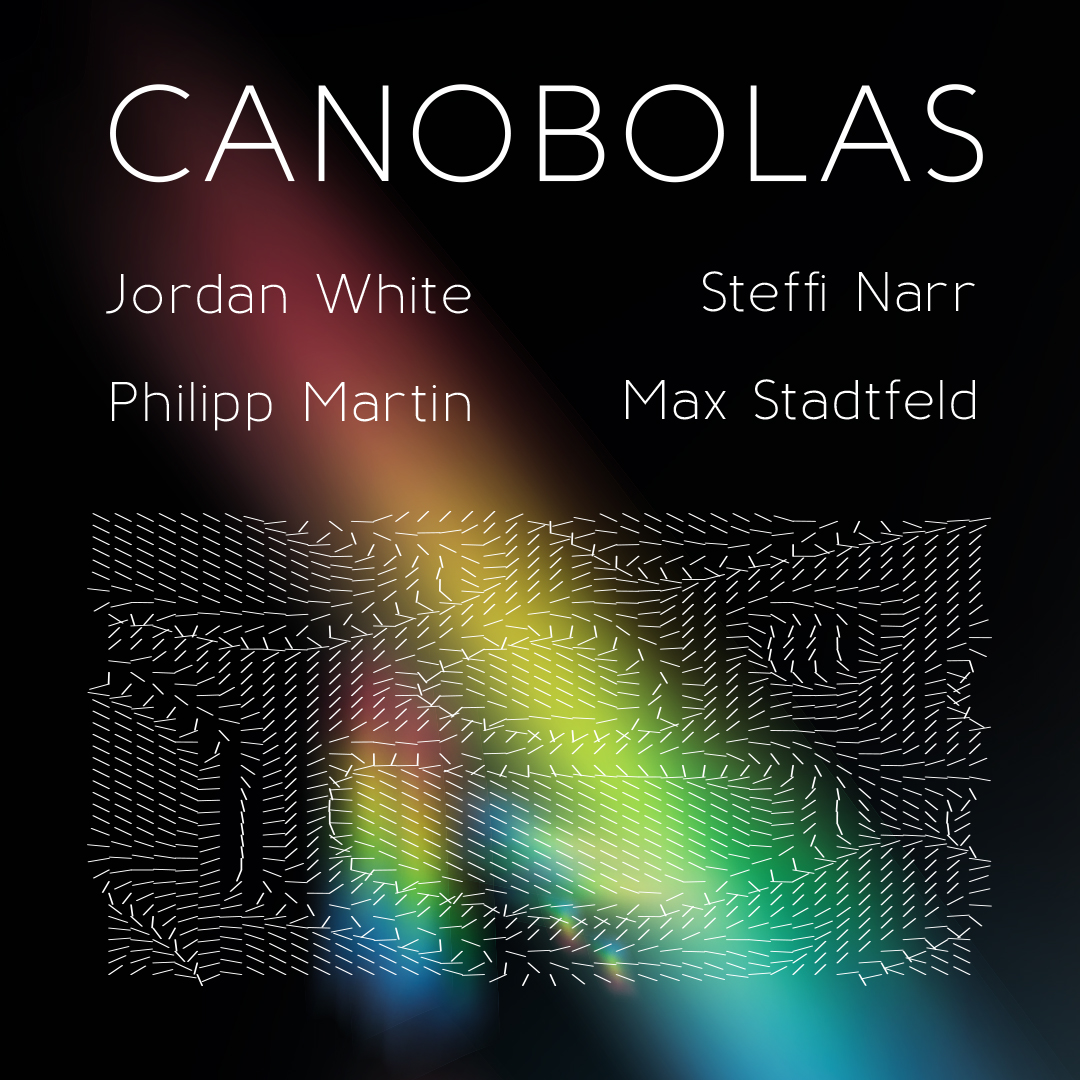 CANOBOLAS
Jordan White
Steffi Narr
Philipp Martin
Max Stadtfeld